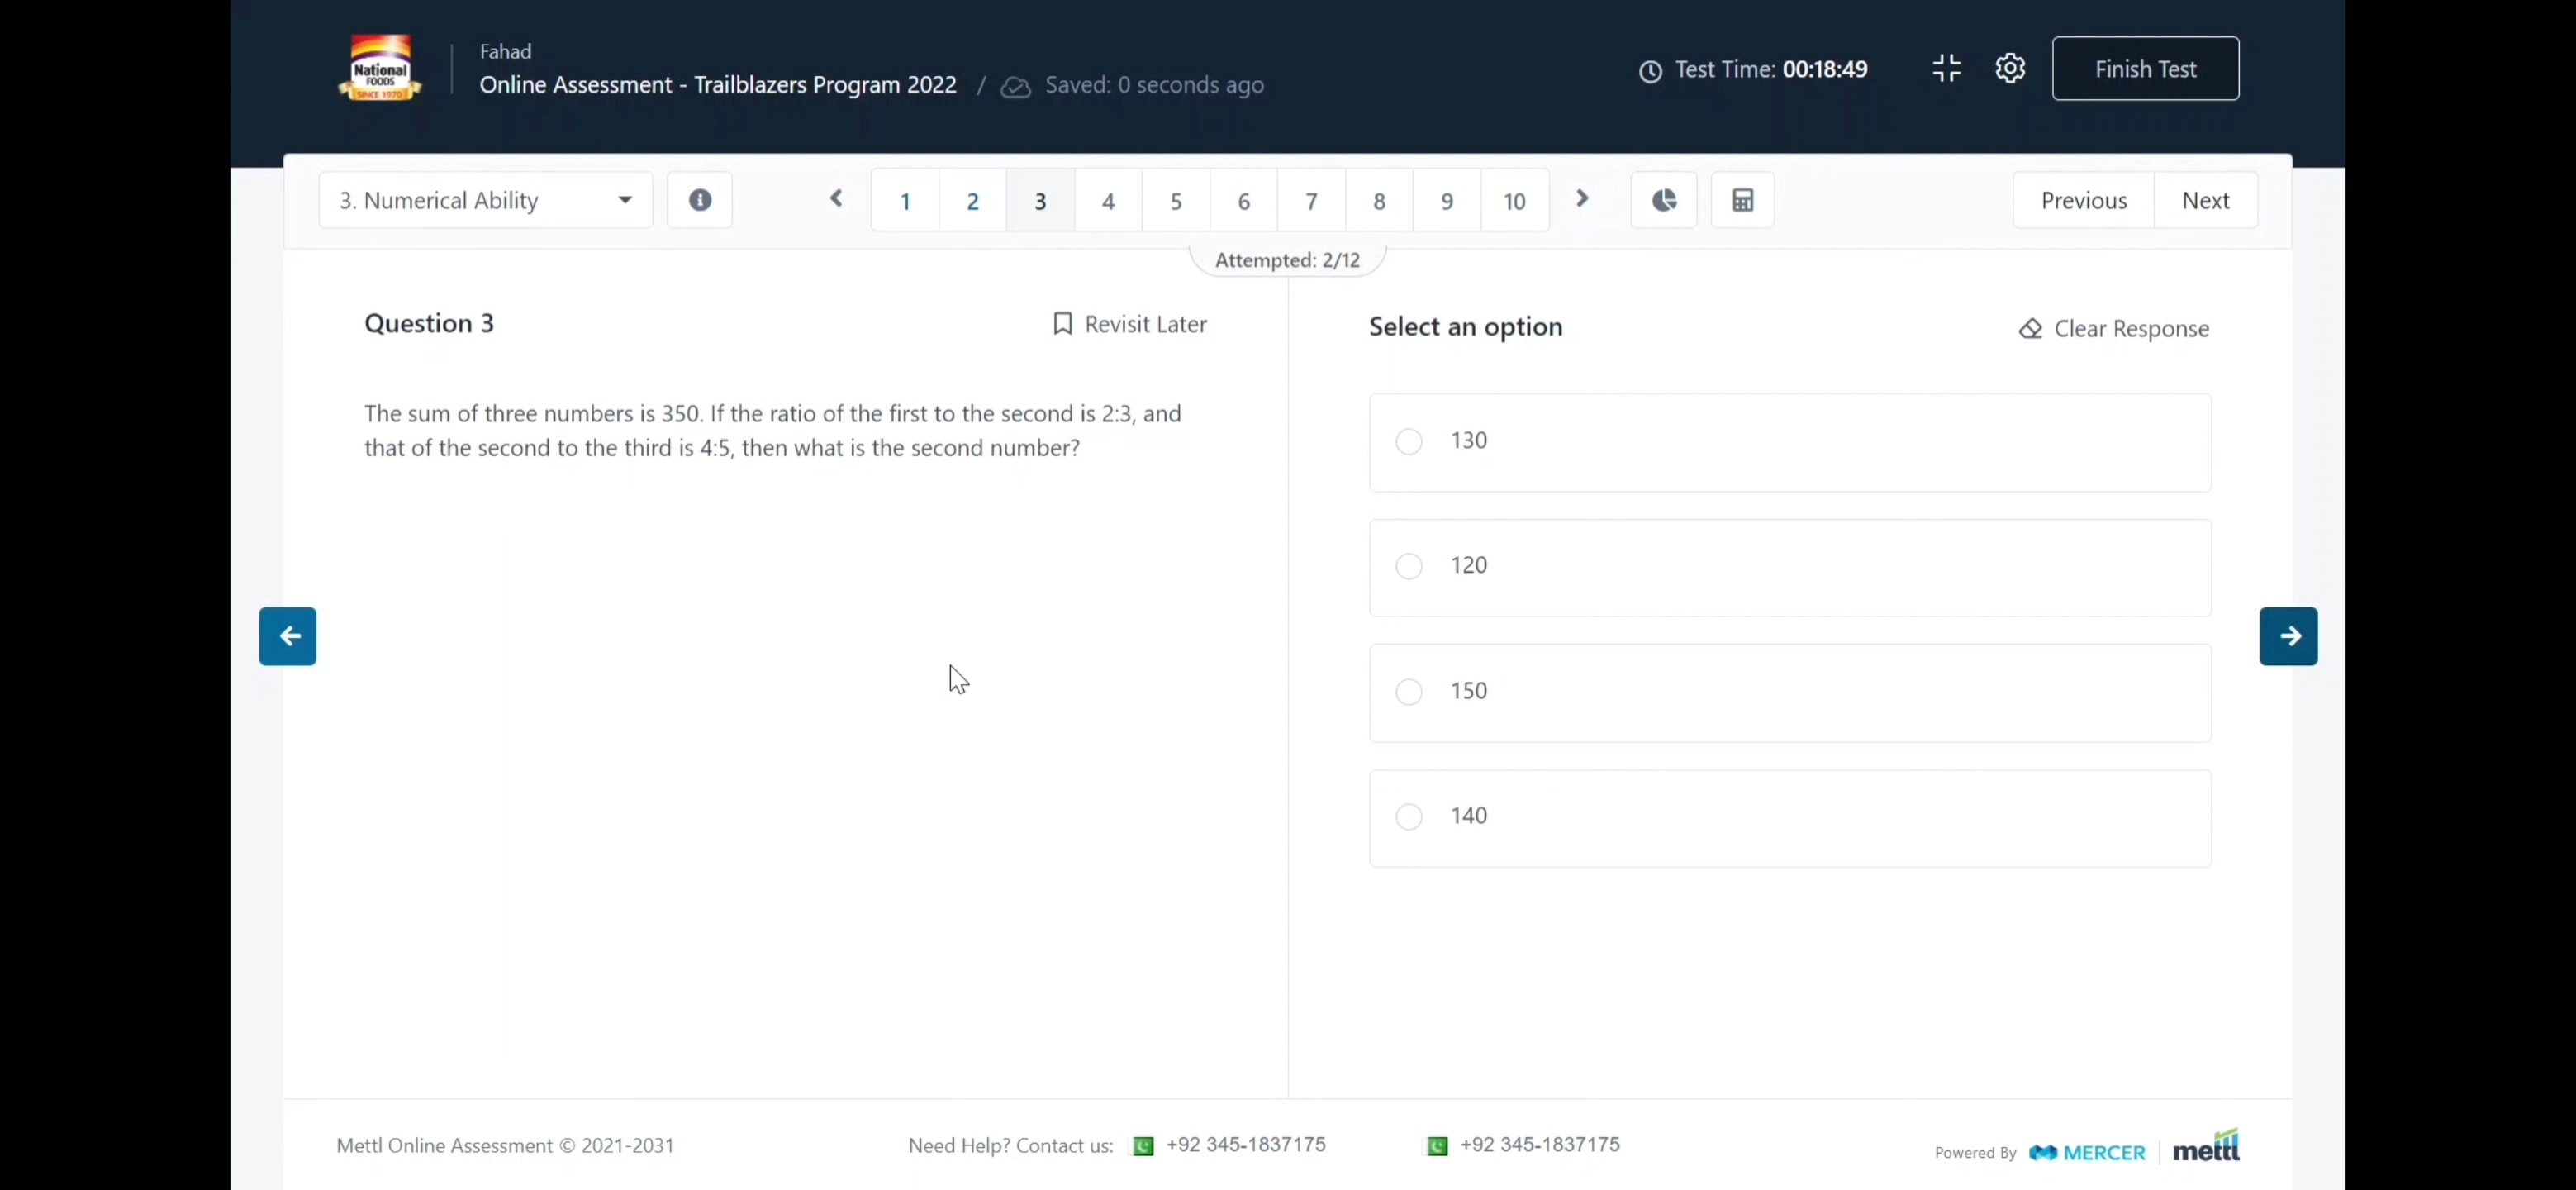 National
FOODS
SINCE 1970
Fahad
Online Assessment - Trailblazers Program 2022 / Saved: 0 seconds ago
Test Time: 00:18:49
Finish Test
3. Numerical Ability
1 2 3 4 5 6 7 8 9 10
Previous Next
Attempted: 2/12
Question 3
Revisit Later
The sum of three numbers is 350. If the ratio of the first to the second is 2:3, and
that of the second to the third is 4:5, then what is the second number?
Select an option
Clear Response
130
120
150
140
Mettl Online Assessment © 2021-2031
Need Help? Contact us: +92 345-1837175 +92 345-1837175
Powered By MERCER | mettl